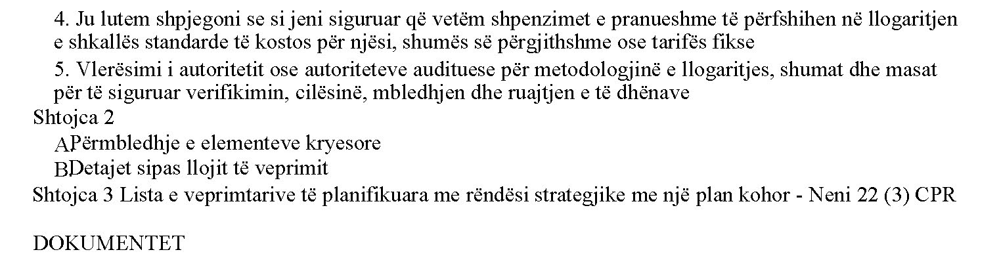 4. Ju lutem shpjegoni se si jeni siguruar që vetëm shpenzimet e pranueshme të përfshihen në llogaritjen
e shkallës standarde të kostos për njësi, shumës së përgjithshme ose tarifës fikse
5. Vlerësimi i autoritetit ose autoriteteve audituese për metodologjinë e llogaritjes, shumat dhe masat
për të siguruar verifikimin, cilësinë, mbledhjen dhe ruajtjen e të dhënave
Shtojca 2
A.Përmbledhje e elementeve kryesore
B.Detajet sipas llojit të veprimit
Shtojca 3 Lista e veprimtarive të planifikuara me rëndësi strategjike me një plan kohor - Neni 22 (3) CPR
DOKUMENTET